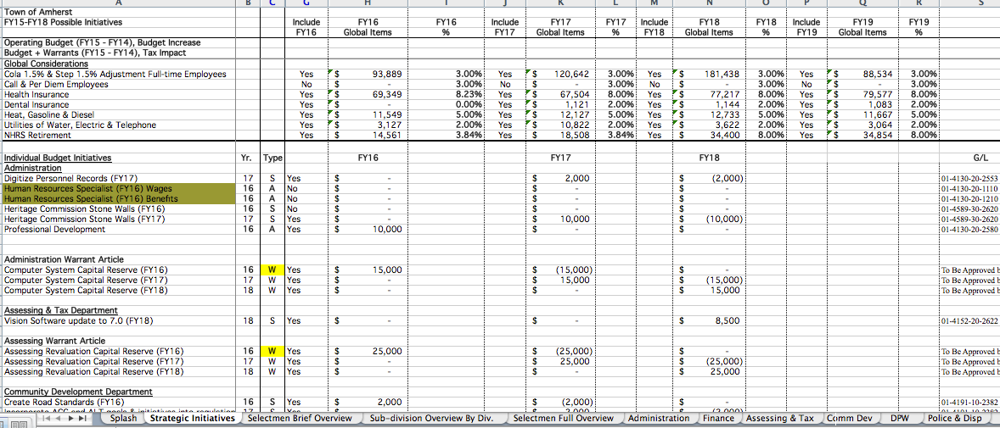 A B C G H I J K L M N O P Q R S
Town of Amherst
FY15-FY18 Possible Initiatives Include FY16 FY16 Include FY17 FY17 Include FY18 FY18 Include FY19 FY19
FY16 Global Items % FY17 Global Items % FY18 Global Items % FY19 Global Items %
Operating Budget (FY15 - FY14), Budget Increase
Budget + Warrants (FY15 - FY14), Tax Impact
Global Considerations
Cola 1.5% & Step 1.5% Adjustment Full-time Employees Yes $ 93,889 3.00% Yes $ 120,642 3.00% Yes $ 181,438 3.00% Yes $ 88,534 3.00%
Call & Per Diem Employees No $ - 3.00% No $ - 3.00% No $ - 3.00% No $ - 3.00%
Health Insurance Yes $ 69,349 8.23% Yes $ 67,504 8.00% Yes $ 77,217 8.00% Yes $ 79,577 8.00%
Dental Insurance Yes $ - 0.00% Yes $ 1,121 2.00% Yes $ 1,144 2.00% Yes $ 1,083 2.00%
Heat, Gasoline & Diesel Yes $ 11,549 5.00% Yes $ 12,127 5.00% Yes $ 12,733 5.00% Yes $ 11,667 5.00%
Utilities of Water, Electric & Telephone Yes $ 3,127 2.00% Yes $ 10,822 2.00% Yes $ 3,622 2.00% Yes $ 3,064 2.00%
NHRS Retirement Yes $ 14,561 3.84% Yes $ 18,508 3.84% Yes $ 34,400 8.00% Yes $ 34,854 8.00%
Individual Budget Initiatives Yr. Type FY16 FY17 FY18 G/L
Administration
Digitize Personnel Records (FY17) 17 S Yes $ - $ 2,000 $ (2,000) 01-4130-20-2553
Human Resources Specialist (FY16) Wages 16 A No $ - $ - $ - 01-4130-20-1110
Human Resources Specialist (FY16) Benefits 16 A No $ - $ - $ - 01-4130-20-1210
Heritage Commission Stone Walls (FY16) 16 S No $ - $ - $ - 01-4589-30-2620
Heritage Commission Stone Walls (FY17) 17 S Yes $ - $ 10,000 $ (10,000) 01-4589-30-2620
Professional Development 16 A Yes $ 10,000 $ - $ - 01-4130-20-2580
Administration Warrant Article
Computer System Capital Reserve (FY16) 16 W Yes $ 15,000 $ (15,000) $ - To Be Approved b
Computer System Capital Reserve (FY17) 17 W Yes $ - $ 15,000 $ (15,000) To Be Approved b
Computer System Capital Reserve (FY18) 18 W Yes $ - $ - $ 15,000 To Be Approved b
Assessing & Tax Department
Vision Software update to 7.0 (FY18) 18 S Yes $ - $ - $ 8,500 01-4152-20-2622
Assessing Warrant Article
Assessing Revaluation Capital Reserve (FY16) 16 W Yes $ 25,000 $ (25,000) $ - To Be Approved b
Assessing Revaluation Capital Reserve (FY17) 17 W Yes $ - $ 25,000 $ (25,000) To Be Approved b
Assessing Revaluation Capital Reserve (FY18) 18 W Yes $ - $ - $ 25,000 To Be Approved b
Community Development Department
Create Road Standards (FY16) 16 S Yes $ 2,000 $ (2,000) $ - 01-4191-10-2382
Splash Strategic Initiatives Selectmen Brief Overview Sub-division Overview By Div. Selectmen Full Overview Administration Finance Assessing & Tax Comm Dev DPW Police & Disp